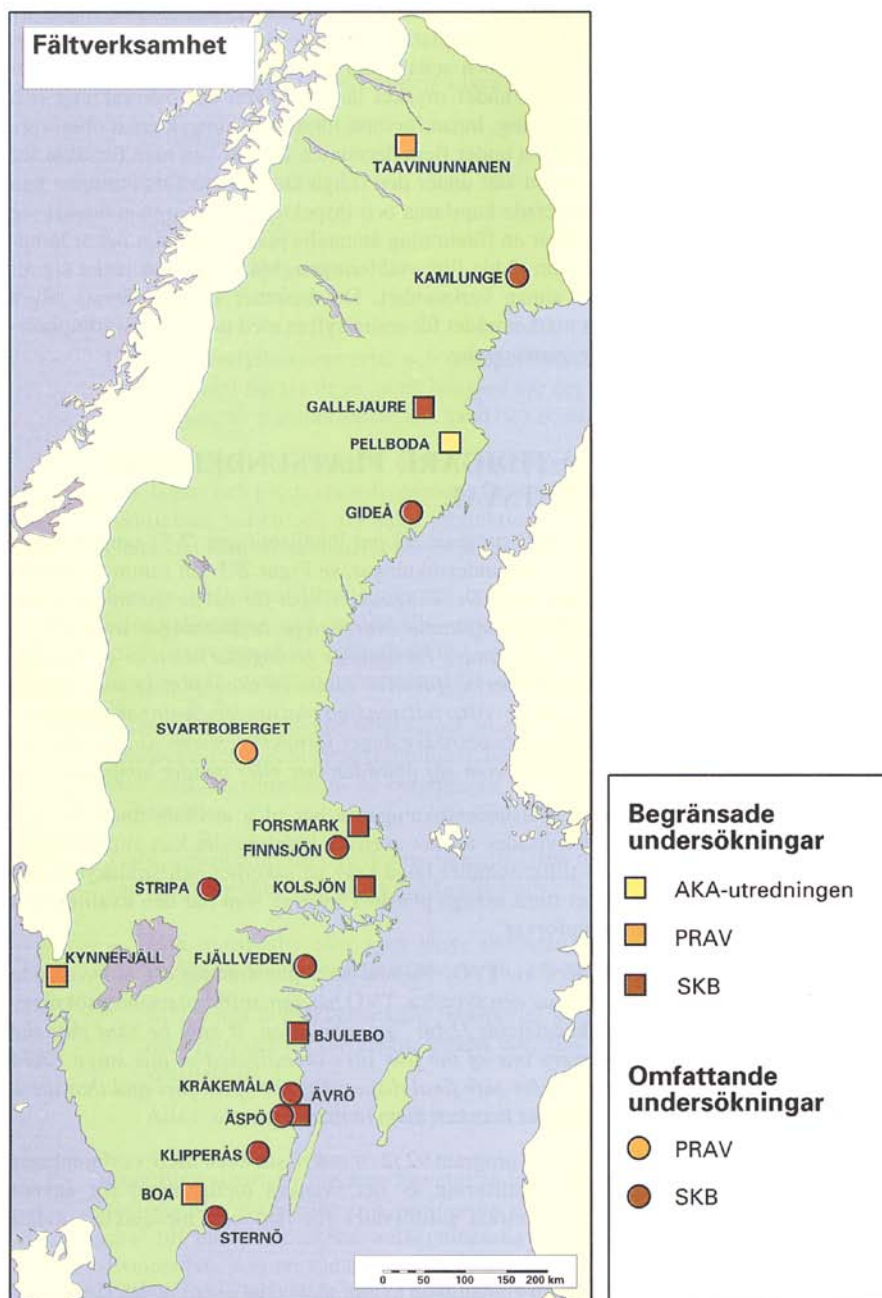 Fältverksamhet
TAAVINUNNANEN
KAMLUNGE
GALLEJAURE
PELLBODA
GIDEÅ
SVARTBOBERGET
FORSMARK
FINNSJÖN
STRIPA
KOLSJÖN
KYNNEFJÄLL
FJÄLLVEDEN
BJULEBO
KRÅKEMÅLA
ÄVRÖ
ÄSPÖ
KLIPPERÅS
BOA
STERNÖ
0 50 100 150 200 km
Begränsade
undersökningar
AKA-utredningen
PRAV
SKB
Omfattande
undersökningar
PRAV
SKB